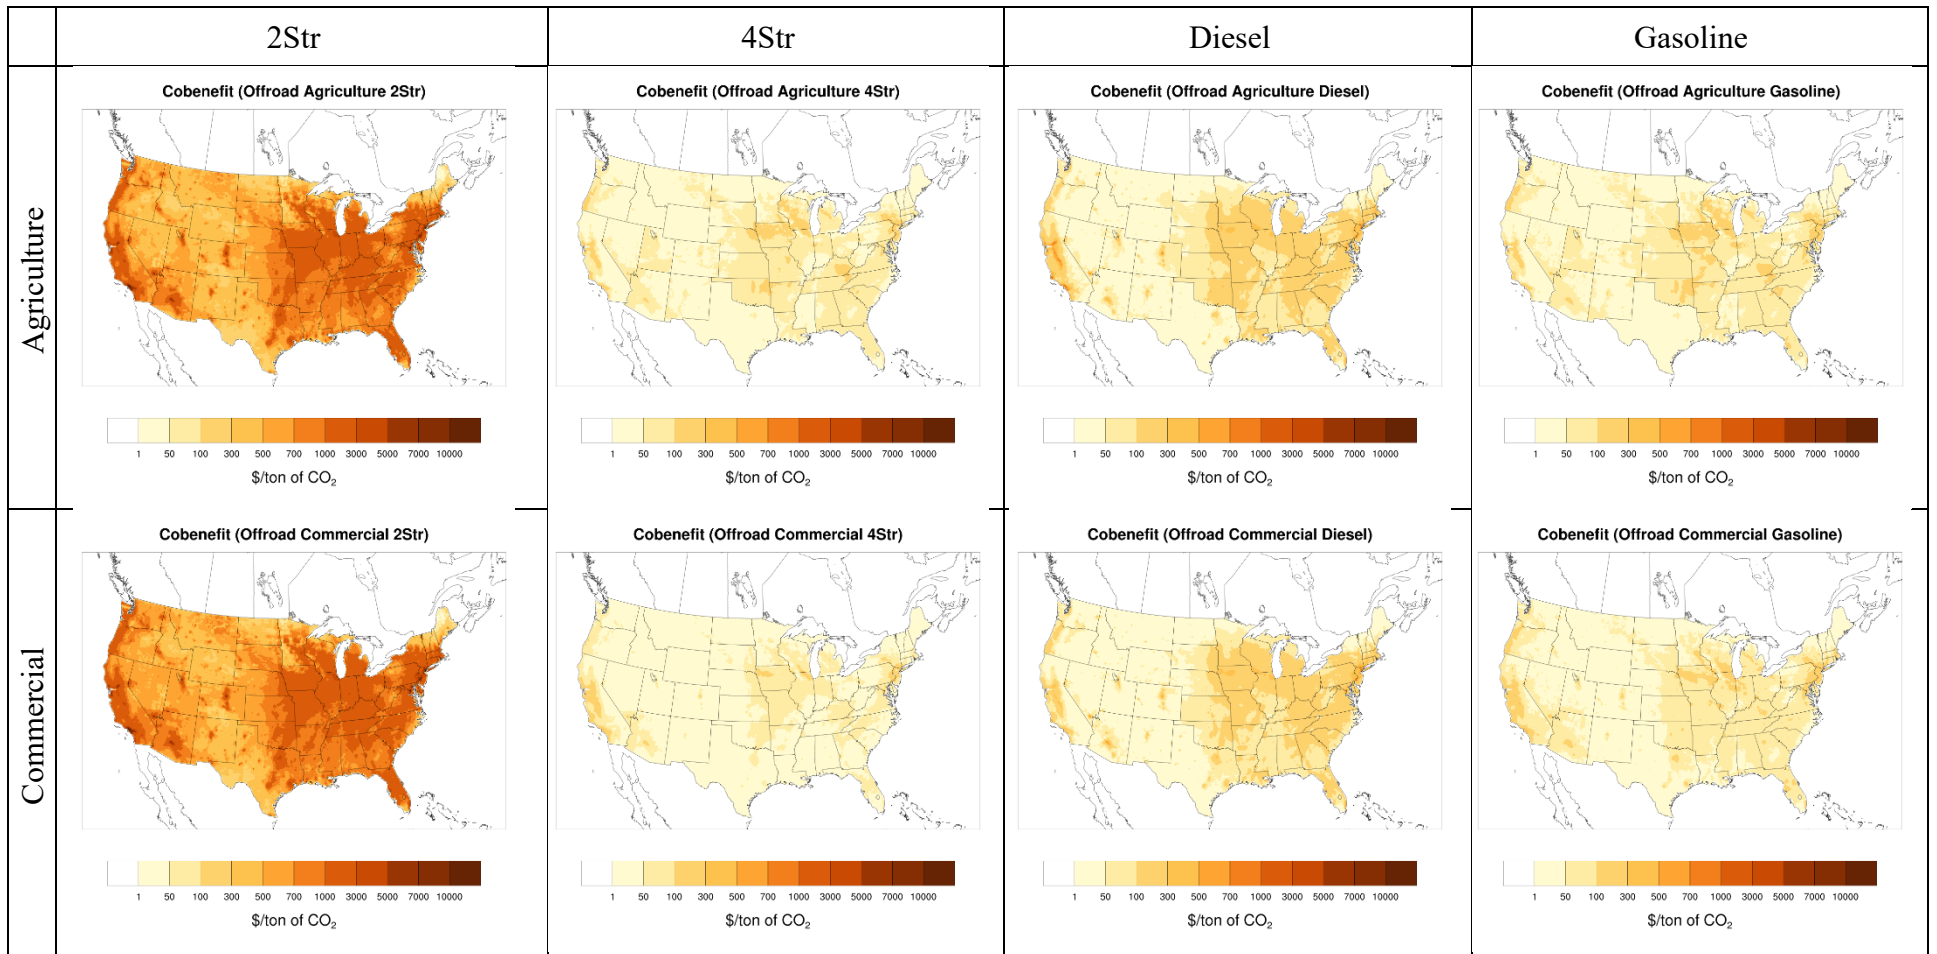 2Str 4Str Diesel Gasoline
Agriculture
Cobenefit (Offroad Agriculture 2Str) Cobenefit (Offroad Agriculture 4Str) Cobenefit (Offroad Agriculture Diesel) Cobenefit (Offroad Agriculture Gasoline)
1 50 100 300 500 700 1000 3000 5000 7000 10000 1 50 100 300 500 700 1000 3000 5000 7000 10000 1 50 100 300 500 700 1000 3000 5000 7000 10000 1 50 100 300 500 700 1000 3000 5000 7000 10000
$/ton of CO₂ $/ton of CO₂ $/ton of CO₂ $/ton of CO₂
Commercial
Cobenefit (Offroad Commercial 2Str) Cobenefit (Offroad Commercial 4Str) Cobenefit (Offroad Commercial Diesel) Cobenefit (Offroad Commercial Gasoline)
1 50 100 300 500 700 1000 3000 5000 7000 10000 1 50 100 300 500 700 1000 3000 5000 7000 10000 1 50 100 300 500 700 1000 3000 5000 7000 10000 1 50 100 300 500 700 1000 3000 5000 7000 10000
$/ton of CO₂ $/ton of CO₂ $/ton of CO₂ $/ton of CO₂